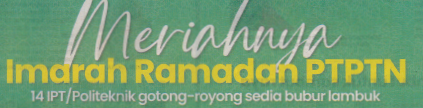 Meriahnya
Imarah Ramadan PTPTN
14 IPT/Politeknik gotong-royong sedia bubur lambuk